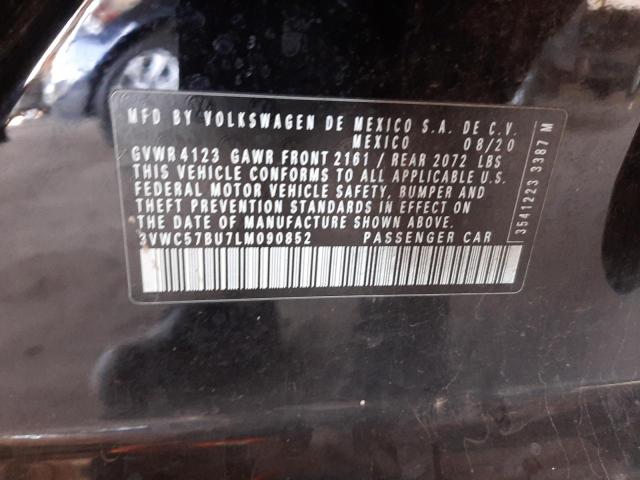 MFD BY VOLKSWAGEN DE MEXICO S.A. DE C.V.
MEXICO 08/20
GVWR 4123 GAWR FRONT 2161 / REAR 2072 LBS
THIS VEHICLE CONFORMS TO ALL APPLICABLE U.S.
FEDERAL MOTOR VEHICLE SAFETY, BUMPER AND
THEFT PREVENTION STANDARDS IN EFFECT ON
THE DATE OF MANUFACTURE SHOWN ABOVE.
3VWC57BU7LM090852 PASSENGER CAR
3541223 3387 M